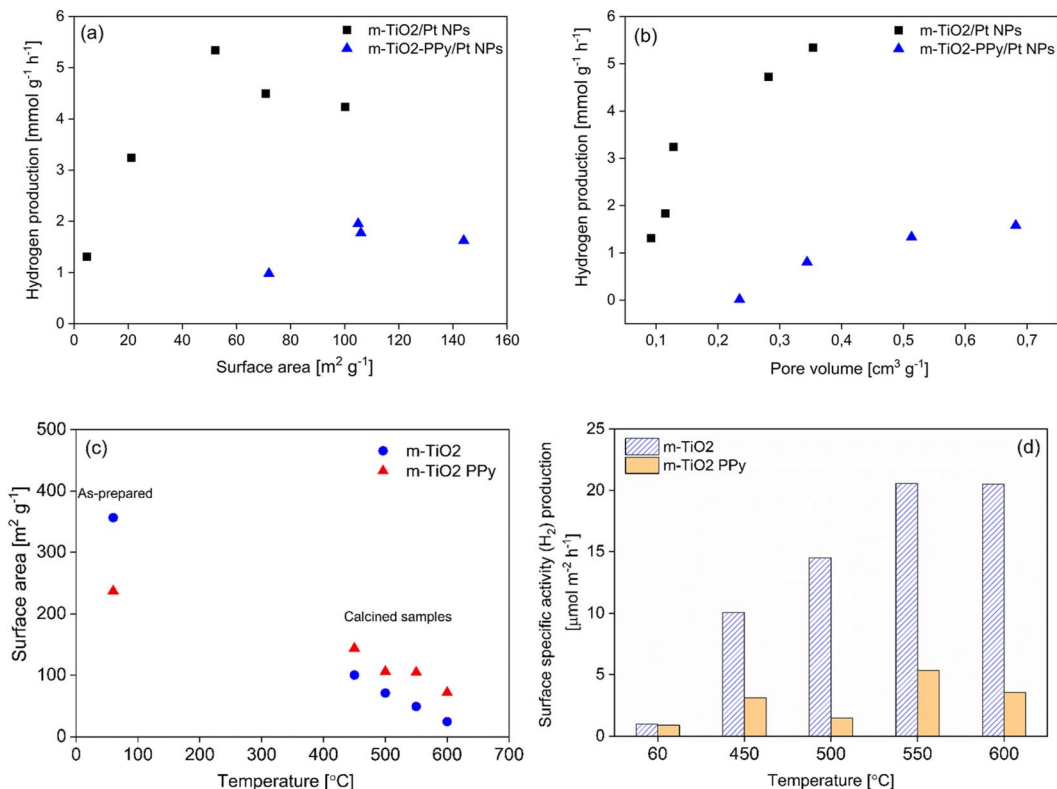 (a)
m-TiO2/Pt NPs
m-TiO2-PPy/Pt NPs
Hydrogen production [mmol g⁻¹ h⁻¹]
6
5
4
3
2
1
0
0 20 40 60 80 100 120 140 160
Surface area [m² g⁻¹]
(b)
m-TiO2/Pt NPs
m-TiO2-PPy/Pt NPs
Hydrogen production [mmol g⁻¹ h⁻¹]
6
5
4
3
2
1
0
0,1 0,2 0,3 0,4 0,5 0,6 0,7
Pore volume [cm³ g⁻¹]
(c)
m-TiO2
m-TiO2 PPy
As-prepared
Calcined samples
Surface area [m² g⁻¹]
500
400
300
200
100
0
0 100 200 300 400 500 600 700
Temperature [°C]
(d)
m-TiO2
m-TiO2 PPy
Surface specific activity (H₂) production
[μmol m⁻² h⁻¹]
25
20
15
10
5
0
60 450 500 550 600
Temperature [°C]